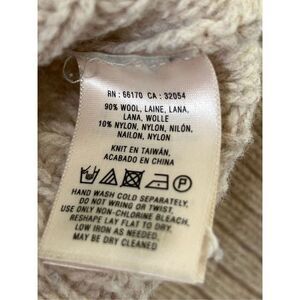 RN : 66170 CA : 32054
90% WOOL, LAINE, LANA,
LANA, WOLLE
10% NYLON, NYLON, NILÓN,
NAILON, NYLON
KNIT EN TAIWÁN,
ACABADO EN CHINA
P
HAND WASH COLD SEPARATELY.
DO NOT WRING OR TWIST,
USE ONLY NON-CHLORINE BLEACH,
RESHAPE LAY FLAT TO DRY,
LOW IRON AS NEEDED.
MAY BE DRY CLEANED